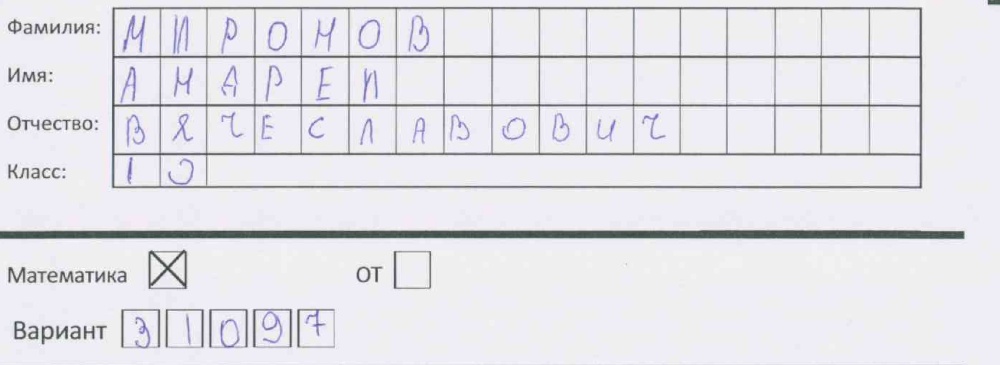 Фамилия: МИРОНОВ
Имя: АНДРЕЙ
Отчество: ВЯЧЕСЛАВОВИЧ
Класс: 10
Математика ОТ
Вариант 31097